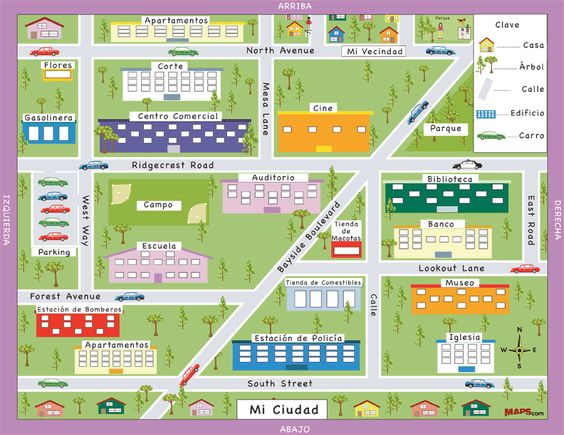 ARRIBA
Apartamentos
North Avenue
Mi Vecindad
Parque
Clave
Casa
Árbol
Calle
Edificio
Carro
Flores
Corte
Gasolinera
Centro Comercial
Mesa Lane
Cine
Parque
Ridgecrest Road
IZQUIERDA
DERECHA
West Way
Campo
Auditorio
Biblioteca
East Road
Parking
Escuela
Bayside Boulevard
Tienda
de
Macotas
Banco
Lookout Lane
Forest Avenue
Tienda de Comestibles
Calle
Museo
Estación de Bomberos
Apartamentos
Estación de Policía
Iglesia
N
W
E
S
South Street
Mi Ciudad
MAPS.com
ABAJO